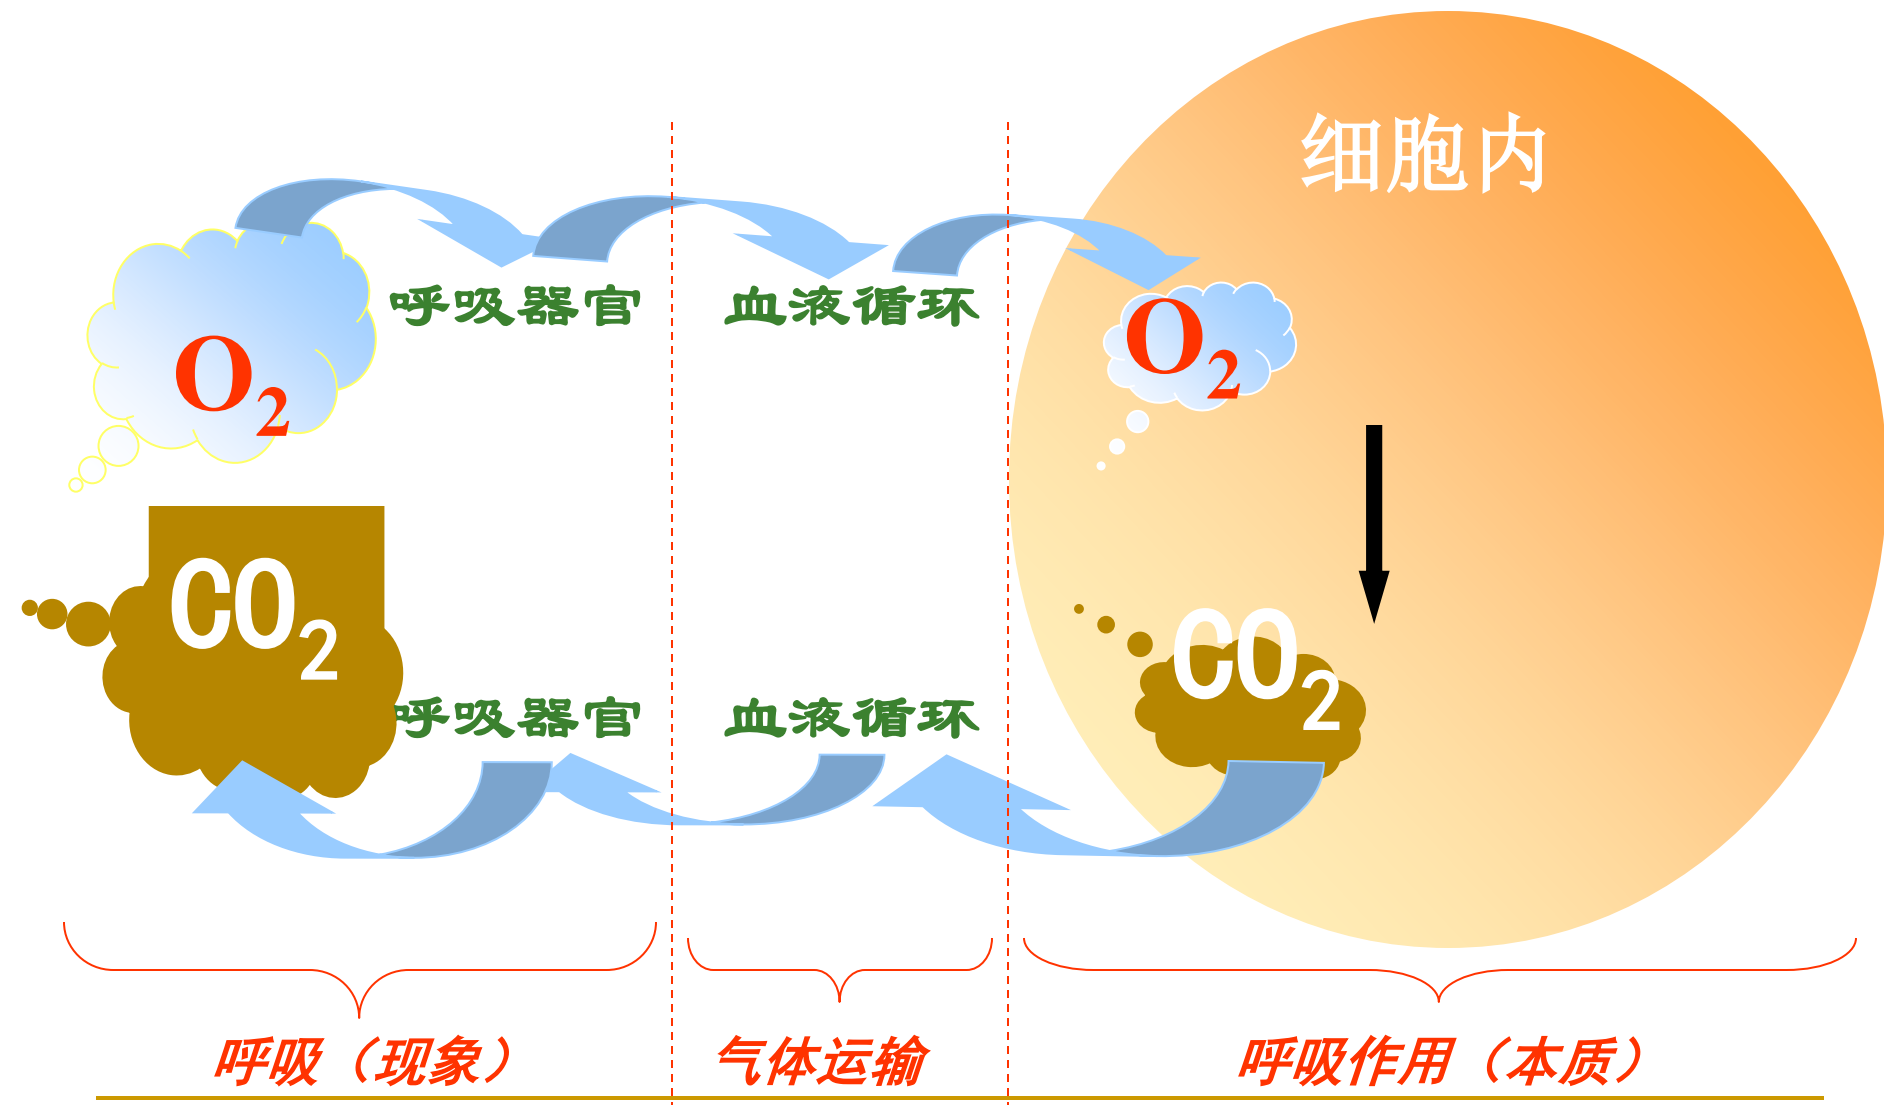 细胞内
呼吸器官 血液循环
O2 O2
CO2 CO2
呼吸器官 血液循环
呼吸（现象） 气体运输 呼吸作用（本质）